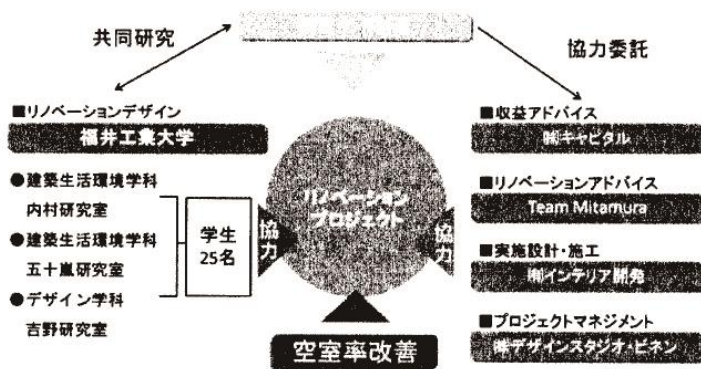 共同研究
協力委託
■リノベーションデザイン
福井工業大学
●建築生活環境学科
内村研究室
●建築生活環境学科
五十嵐研究室
●デザイン学科
吉野研究室
学生
25名
協力
リノベーション
プロジェクト
協力
空室率改善
■収益アドバイス
㈱キャピタル
■リノベーションアドバイス
Team Mitamura
■実施設計・施工
㈲インテリア開発
■プロジェクトマネジメント
㈱デザインスタジオ・ビネン